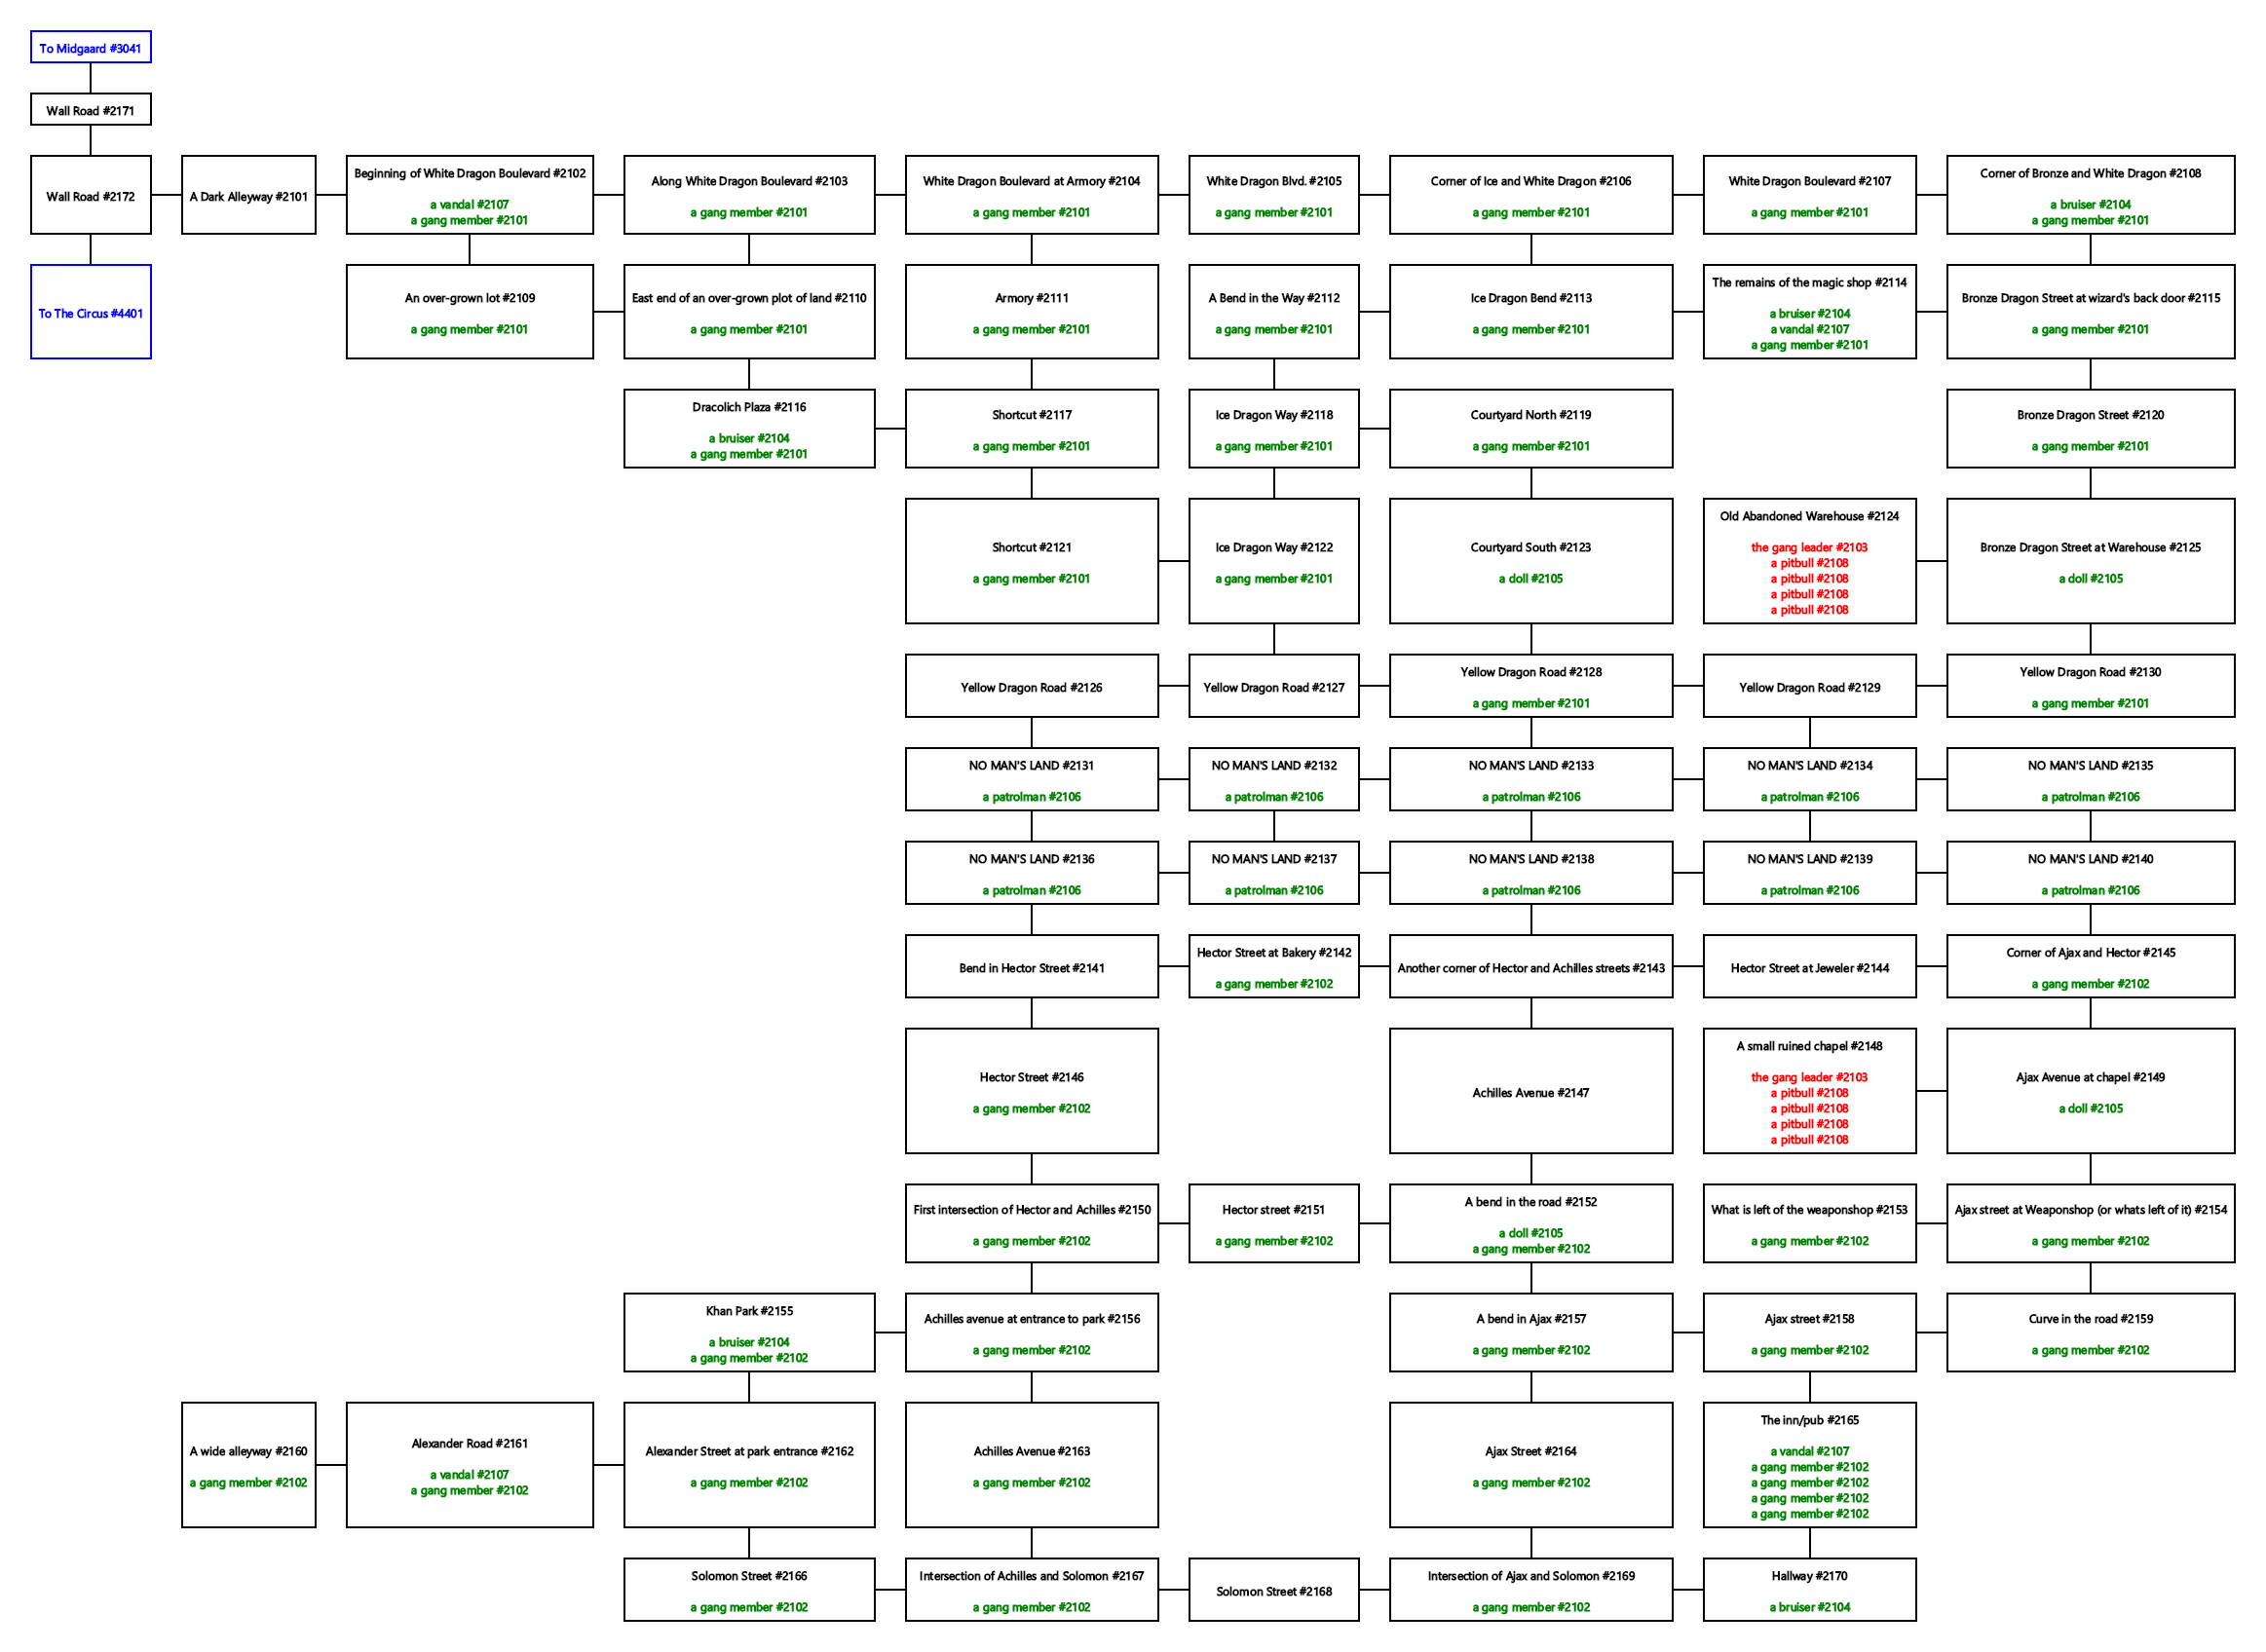 To Midgaard #3041
Wall Road #2171
Wall Road #2172
A Dark Alleyway #2101
Beginning of White Dragon Boulevard #2102
a vandal #2107
a gang member #2101
Along White Dragon Boulevard #2103
a gang member #2101
White Dragon Boulevard at Armory #2104
a gang member #2101
White Dragon Blvd. #2105
a gang member #2101
Corner of Ice and White Dragon #2106
a gang member #2101
White Dragon Boulevard #2107
a gang member #2101
Corner of Bronze and White Dragon #2108
a bruiser #2104
a gang member #2101
To The Circus #4401
An over-grown lot #2109
a gang member #2101
East end of an over-grown plot of land #2110
a gang member #2101
Armory #2111
a gang member #2101
A Bend in the Way #2112
a gang member #2101
Ice Dragon Bend #2113
a gang member #2101
The remains of the magic shop #2114
a bruiser #2104
a vandal #2107
a gang member #2101
Bronze Dragon Street at wizard's back door #2115
a gang member #2101
Dracolich Plaza #2116
a bruiser #2104
a gang member #2101
Shortcut #2117
a gang member #2101
Ice Dragon Way #2118
a gang member #2101
Courtyard North #2119
a gang member #2101
Bronze Dragon Street #2120
a gang member #2101
Shortcut #2121
a gang member #2101
Ice Dragon Way #2122
a gang member #2101
Courtyard South #2123
a doll #2105
Old Abandoned Warehouse #2124
the gang leader #2103
a pitbull #2108
a pitbull #2108
a pitbull #2108
a pitbull #2108
Bronze Dragon Street at Warehouse #2125
a doll #2105
Yellow Dragon Road #2126
Yellow Dragon Road #2127
Yellow Dragon Road #2128
a gang member #2101
Yellow Dragon Road #2129
Yellow Dragon Road #2130
a gang member #2101
NO MAN'S LAND #2131
a patrolman #2106
NO MAN'S LAND #2132
a patrolman #2106
NO MAN'S LAND #2133
a patrolman #2106
NO MAN'S LAND #2134
a patrolman #2106
NO MAN'S LAND #2135
a patrolman #2106
NO MAN'S LAND #2136
a patrolman #2106
NO MAN'S LAND #2137
a patrolman #2106
NO MAN'S LAND #2138
a patrolman #2106
NO MAN'S LAND #2139
a patrolman #2106
NO MAN'S LAND #2140
a patrolman #2106
Bend in Hector Street #2141
Hector Street at Bakery #2142
a gang member #2102
Another corner of Hector and Achilles streets #2143
Hector Street at Jeweler #2144
Corner of Ajax and Hector #2145
a gang member #2102
Hector Street #2146
a gang member #2102
Achilles Avenue #2147
A small ruined chapel #2148
the gang leader #2103
a pitbull #2108
a pitbull #2108
a pitbull #2108
a pitbull #2108
Ajax Avenue at chapel #2149
a doll #2105
First intersection of Hector and Achilles #2150
a gang member #2102
Hector street #2151
a gang member #2102
A bend in the road #2152
a doll #2105
a gang member #2102
What is left of the weaponshop #2153
a gang member #2102
Ajax street at Weaponshop (or whats left of it) #2154
a gang member #2102
Khan Park #2155
a bruiser #2104
a gang member #2102
Achilles avenue at entrance to park #2156
a gang member #2102
A bend in Ajax #2157
a gang member #2102
Ajax street #2158
a gang member #2102
Curve in the road #2159
a gang member #2102
A wide alleyway #2160
a gang member #2102
Alexander Road #2161
a vandal #2107
a gang member #2102
Alexander Street at park entrance #2162
a gang member #2102
Achilles Avenue #2163
a gang member #2102
Ajax Street #2164
a gang member #2102
The inn/pub #2165
a vandal #2107
a gang member #2102
a gang member #2102
a gang member #2102
a gang member #2102
Solomon Street #2166
a gang member #2102
Intersection of Achilles and Solomon #2167
a gang member #2102
Solomon Street #2168
Intersection of Ajax and Solomon #2169
a gang member #2102
Hallway #2170
a bruiser #2104